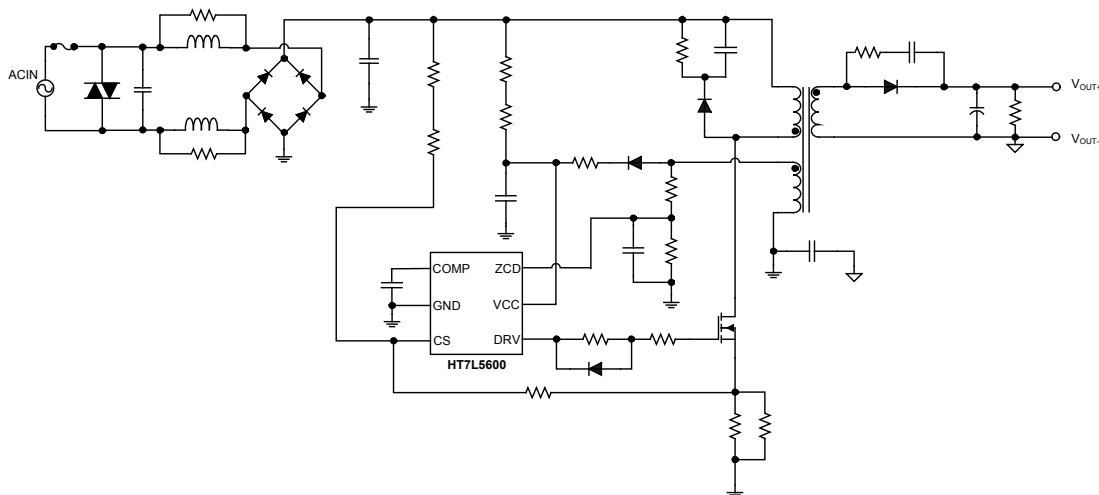 ACIN
VOUT+
VOUT-
COMP
ZCD
GND
VCC
CS
DRV
HT7L5600